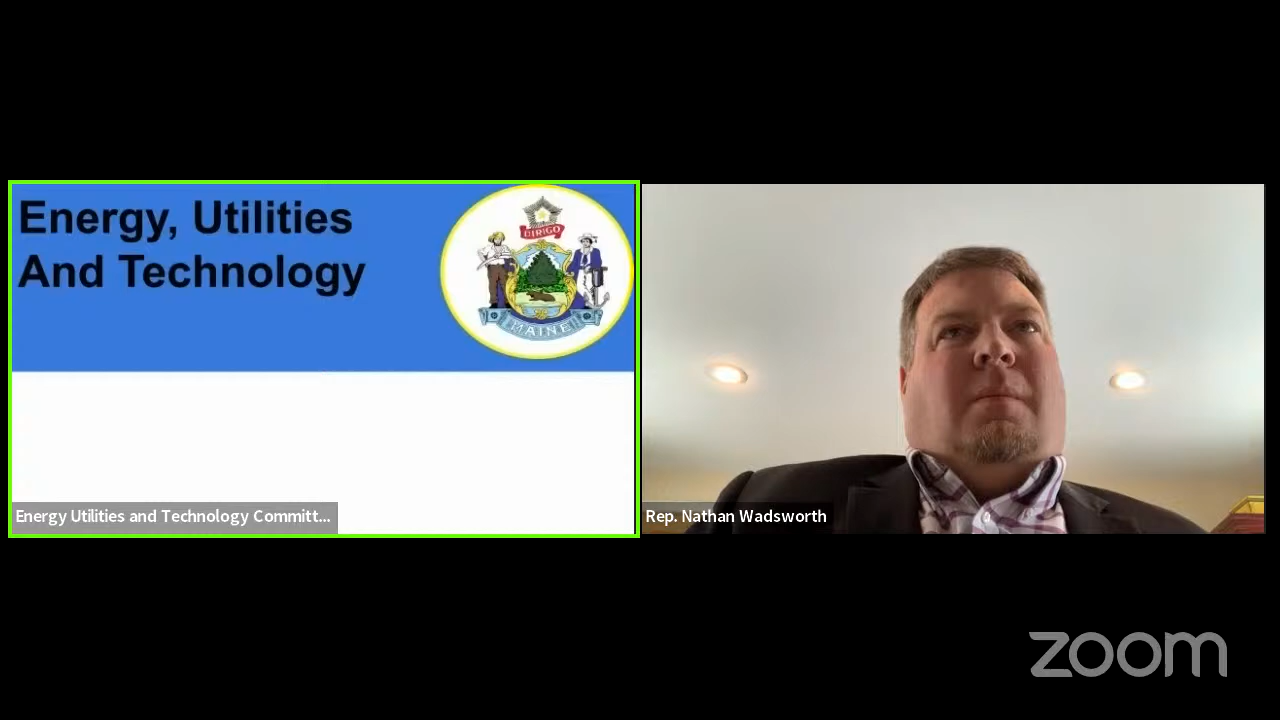 Energy, Utilities
And Technology
DIRIGO
MAINE
Energy Utilities and Technology Committ...
Rep. Nathan Wadsworth
zoom